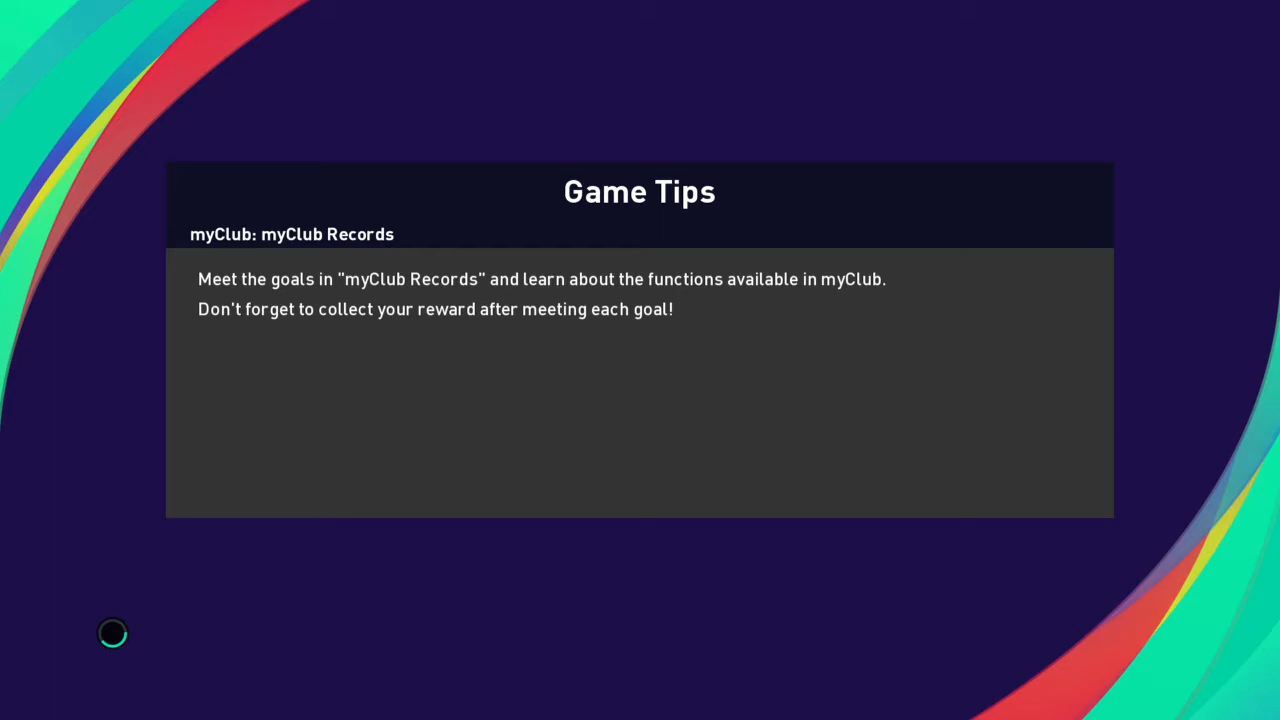 Game Tips
myClub: myClub Records
Meet the goals in "myClub Records" and learn about the functions available in myClub.
Don't forget to collect your reward after meeting each goal!